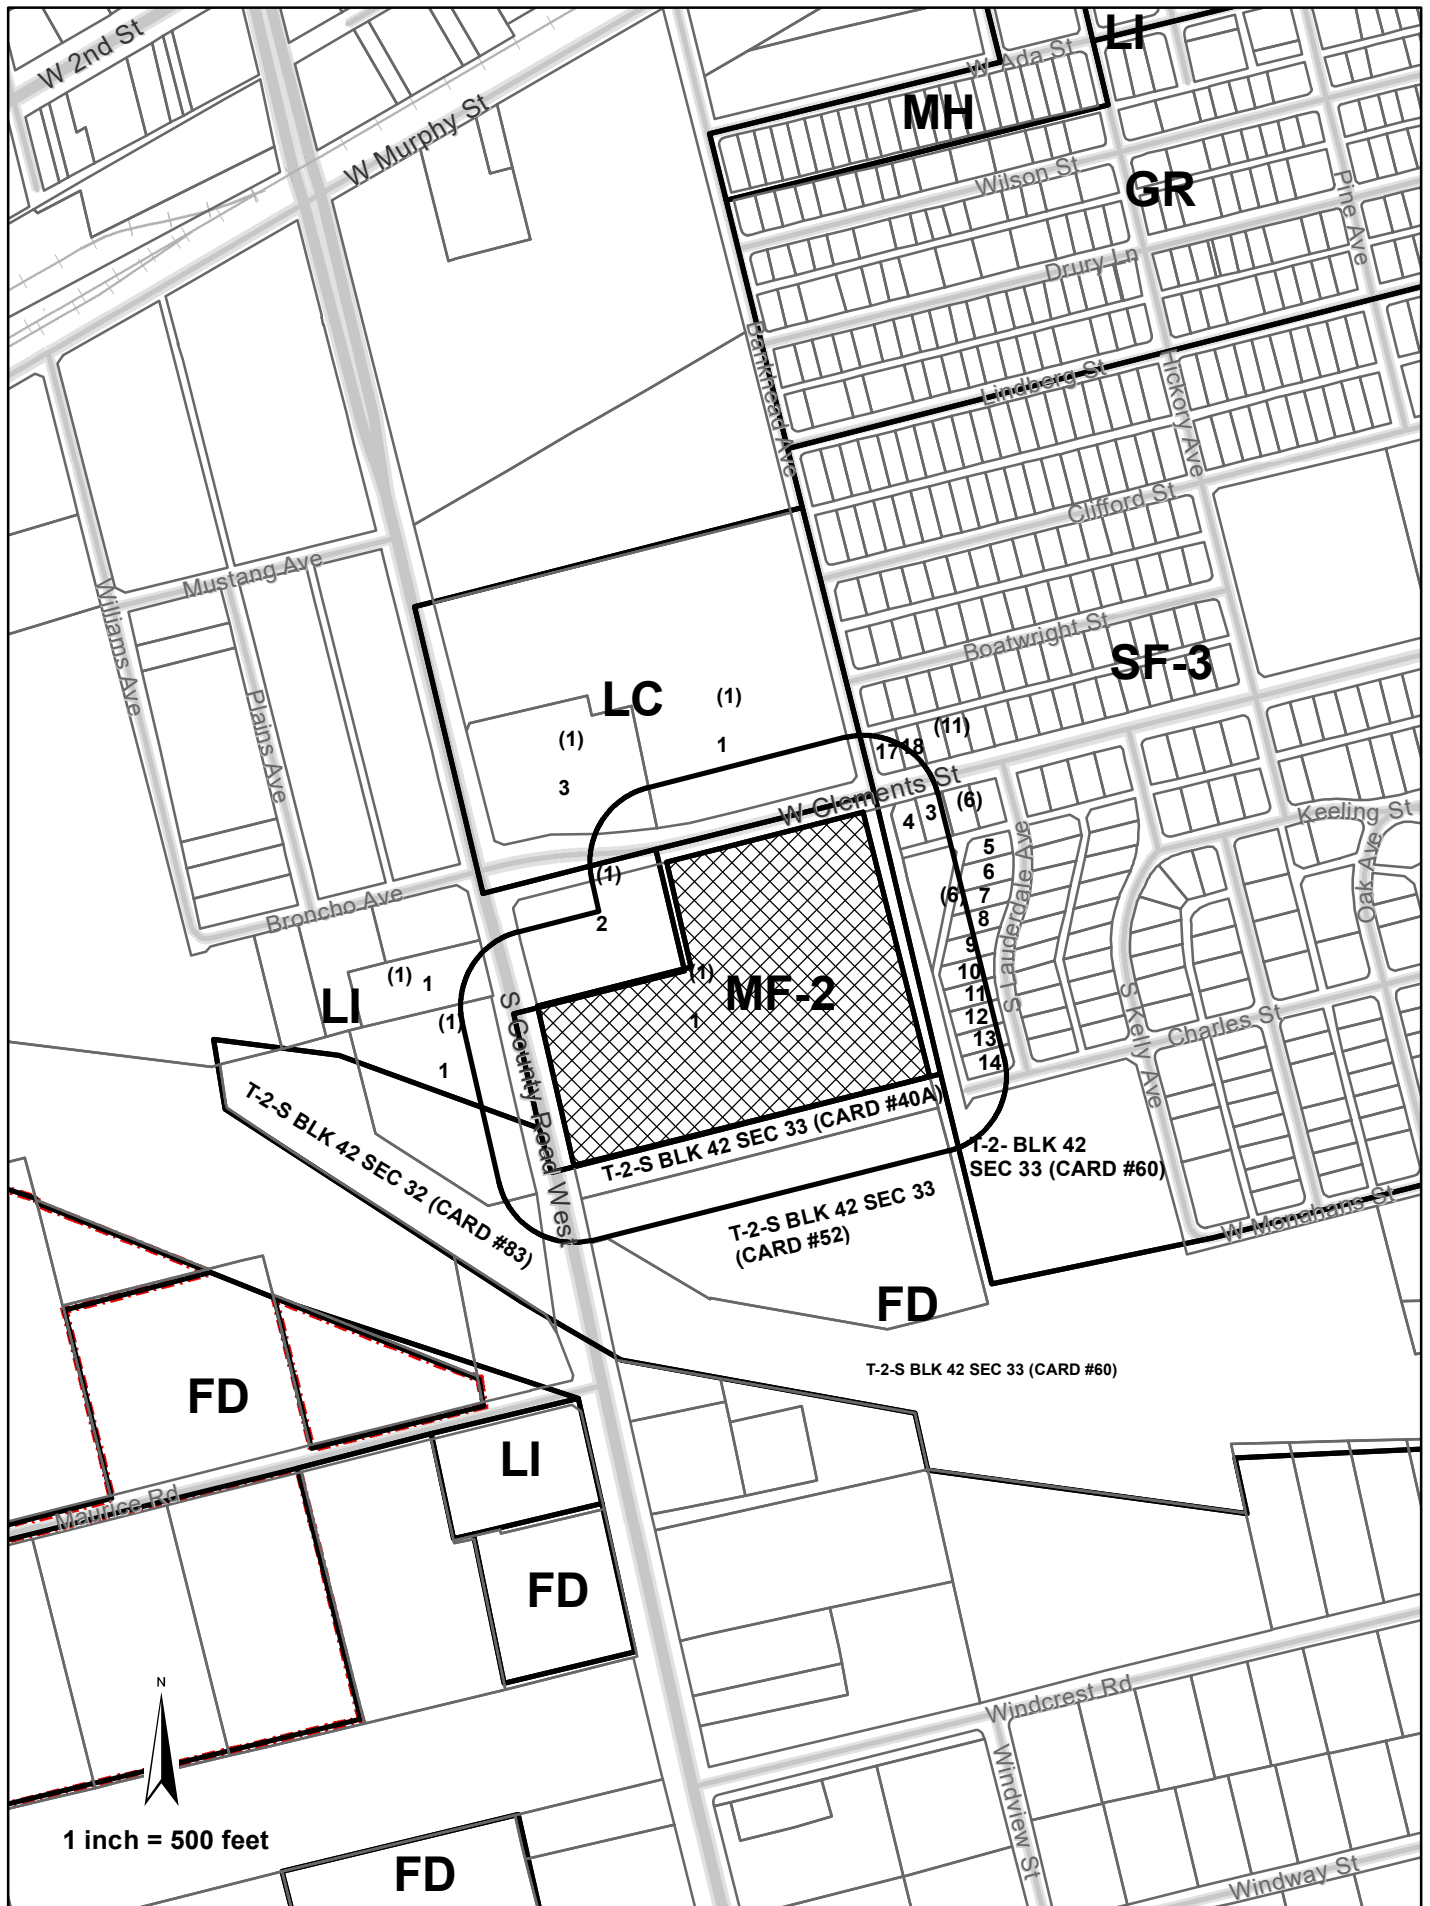 W 2nd St
W Murphy St
LI
W Ada St
MH
Wilson St
GR
Pine Ave
Drury Ln
Bankhead Ave
Lindberg St
Hickory Ave
Clifford St
Mustang Ave
Williams Ave
Plains Ave
Boatwright St
SF-3
LC
(1)
1
(1)
3
(11)
17
18
W Clements St
(6)
4
3
Keeling St
Oak Ave
5
6
(6)
7
8
9
10
11
12
13
14
S Lauderdale Ave
S Kelly Ave
Charles St
Broncho Ave
(1)
2
(1)
1
LI
(1)
1
(1)
MF-2
1
S County Road West
T-2-S BLK 42 SEC 32 (CARD #83)
T-2-S BLK 42 SEC 33 (CARD #40A)
T-2- BLK 42
SEC 33 (CARD #60)
T-2-S BLK 42 SEC 33
(CARD #52)
W Monahans St
FD
T-2-S BLK 42 SEC 33 (CARD #60)
FD
LI
Maurice Rd
FD
N
1 inch = 500 feet
Windcrest Rd
Windview St
Windway St
FD